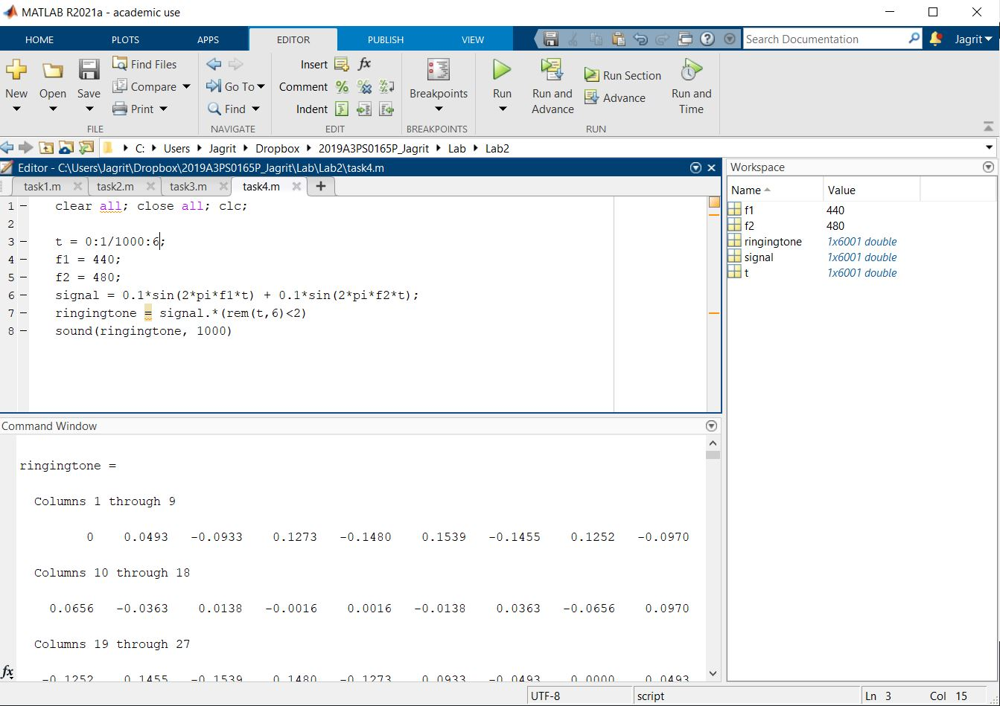 MATLAB R2021a - academic use
HOME PLOTS APPS EDITOR PUBLISH VIEW Search Documentation Jagrit
New Open Save Find Files Compare Print FILE
Go To Find NAVIGATE
Insert fx Comment Indent EDIT
Breakpoints BREAKPOINTS
Run Run and Advance Run Section Advance Run and Time RUN
C: Users Jagrit Dropbox 2019A3PS0165P_Jagrit Lab Lab2
Editor - C:\Users\Jagrit\Dropbox\2019A3PS0165P_Jagrit\Lab\Lab2\task4.m
task1.m task2.m task3.m task4.m
1 clear all; close all; clc;
2
3 t = 0:1/1000:6;
4 f1 = 440;
5 f2 = 480;
6 signal = 0.1*sin(2*pi*f1*t) + 0.1*sin(2*pi*f2*t);
7 ringingtone = signal.*(rem(t,6)<2)
8 sound(ringingtone, 1000)
Workspace
Name Value
f1 440
f2 480
ringingtone 1x6001 double
signal 1x6001 double
t 1x6001 double
Command Window
ringingtone =
Columns 1 through 9
0 0.0493 -0.0933 0.1273 -0.1480 0.1539 -0.1455 0.1252 -0.0970
Columns 10 through 18
0.0656 -0.0363 0.0138 -0.0016 0.0016 -0.0138 0.0363 -0.0656 0.0970
Columns 19 through 27
-0.1252 0.1455 -0.1539 0.1480 -0.1273 0.0933 -0.0493 0.0000 0.0493
fx
UTF-8 script Ln 3 Col 15